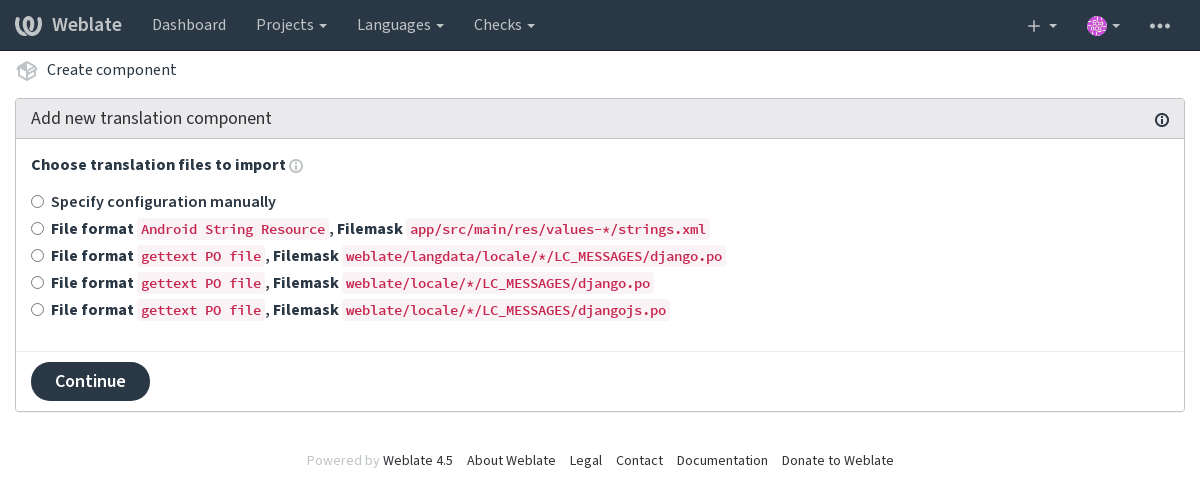 Weblate Dashboard Projects Languages Checks
Create component
Add new translation component
Choose translation files to import
Specify configuration manually
File format Android String Resource, Filemask app/src/main/res/values-*/strings.xml
File format gettext PO file, Filemask weblate/langdata/locale/*/LC_MESSAGES/django.po
File format gettext PO file, Filemask weblate/locale/*/LC_MESSAGES/django.po
File format gettext PO file, Filemask weblate/locale/*/LC_MESSAGES/djangojs.po
Continue
Powered by Weblate 4.5 About Weblate Legal Contact Documentation Donate to Weblate